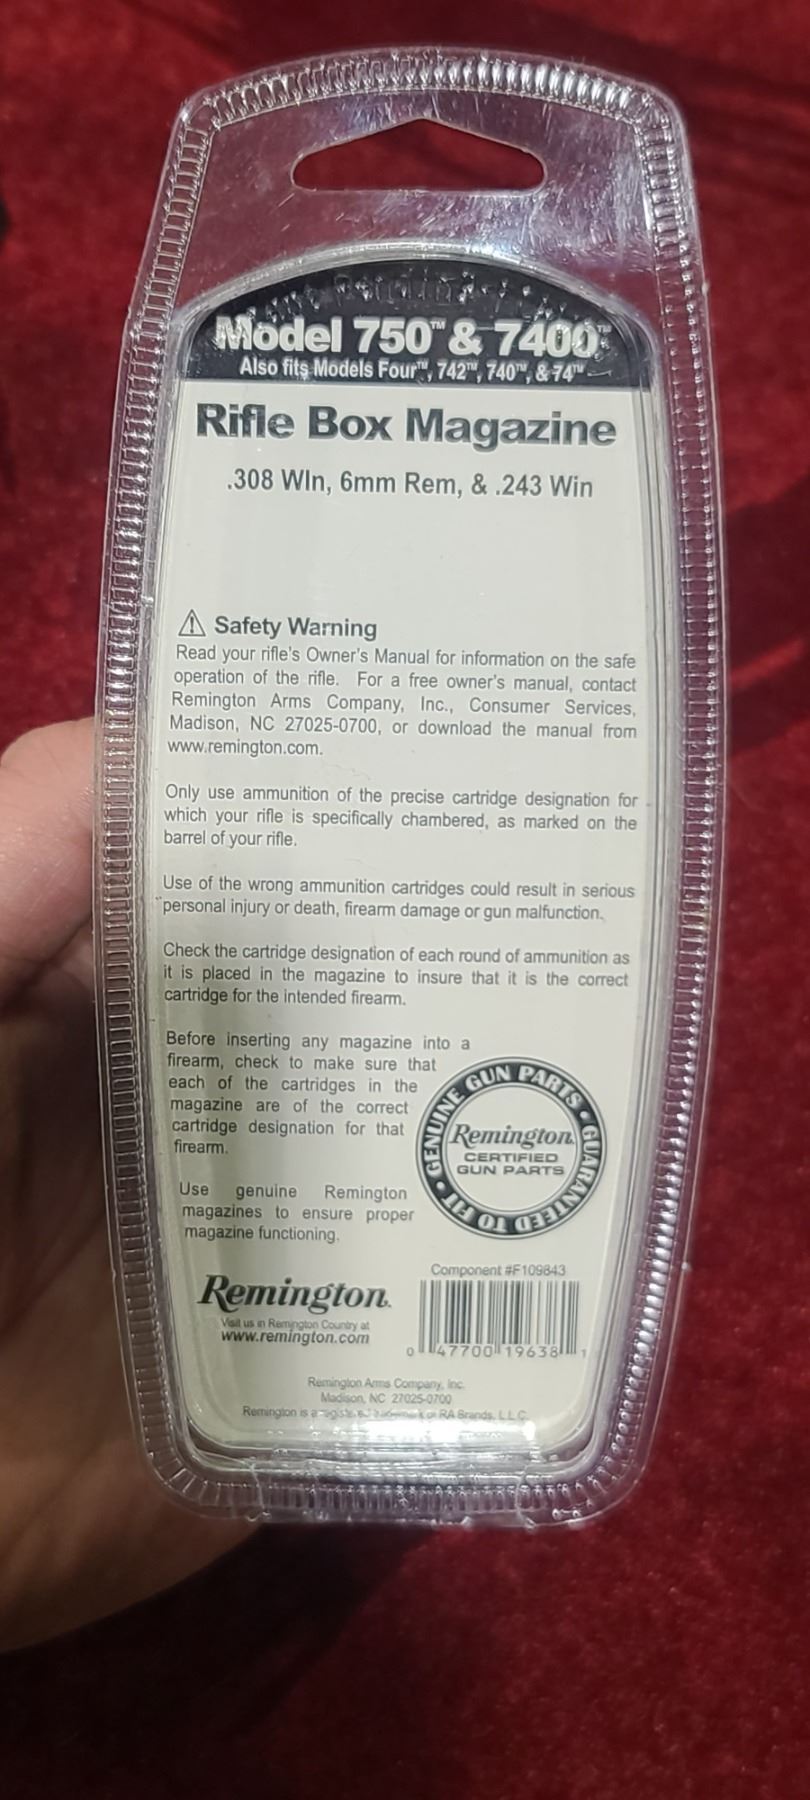 Model 750™ & 7400™
Also fits Models Four™, 742™, 740™, & 74™
Rifle Box Magazine
.308 WIn, 6mm Rem, & .243 Win
⚠ Safety Warning
Read your rifle's Owner's Manual for information on the safe
operation of the rifle. For a free owner's manual, contact
Remington Arms Company, Inc., Consumer Services,
Madison, NC 27025-0700, or download the manual from
www.remington.com.
Only use ammunition of the precise cartridge designation for
which your rifle is specifically chambered, as marked on the
barrel of your rifle.
Use of the wrong ammunition cartridges could result in serious
personal injury or death, firearm damage or gun malfunction.
Check the cartridge designation of each round of ammunition as
it is placed in the magazine to insure that it is the correct
cartridge for the intended firearm.
Before inserting any magazine into a
firearm, check to make sure that
each of the cartridges in the
magazine are of the correct
cartridge designation for that
firearm.
Use genuine Remington
magazines to ensure proper
magazine functioning.
GENUINE GUN PARTS • GUARANTEED TO FIT •
Remington.
CERTIFIED
GUN PARTS
Remington.
Visit us in Remington Country at
www.remington.com
Component #F109843
0 47700 19638 1
Remington Arms Company, Inc.
Madison, NC 27025-0700
Remington is a registered trademark of RA Brands, L.L.C.